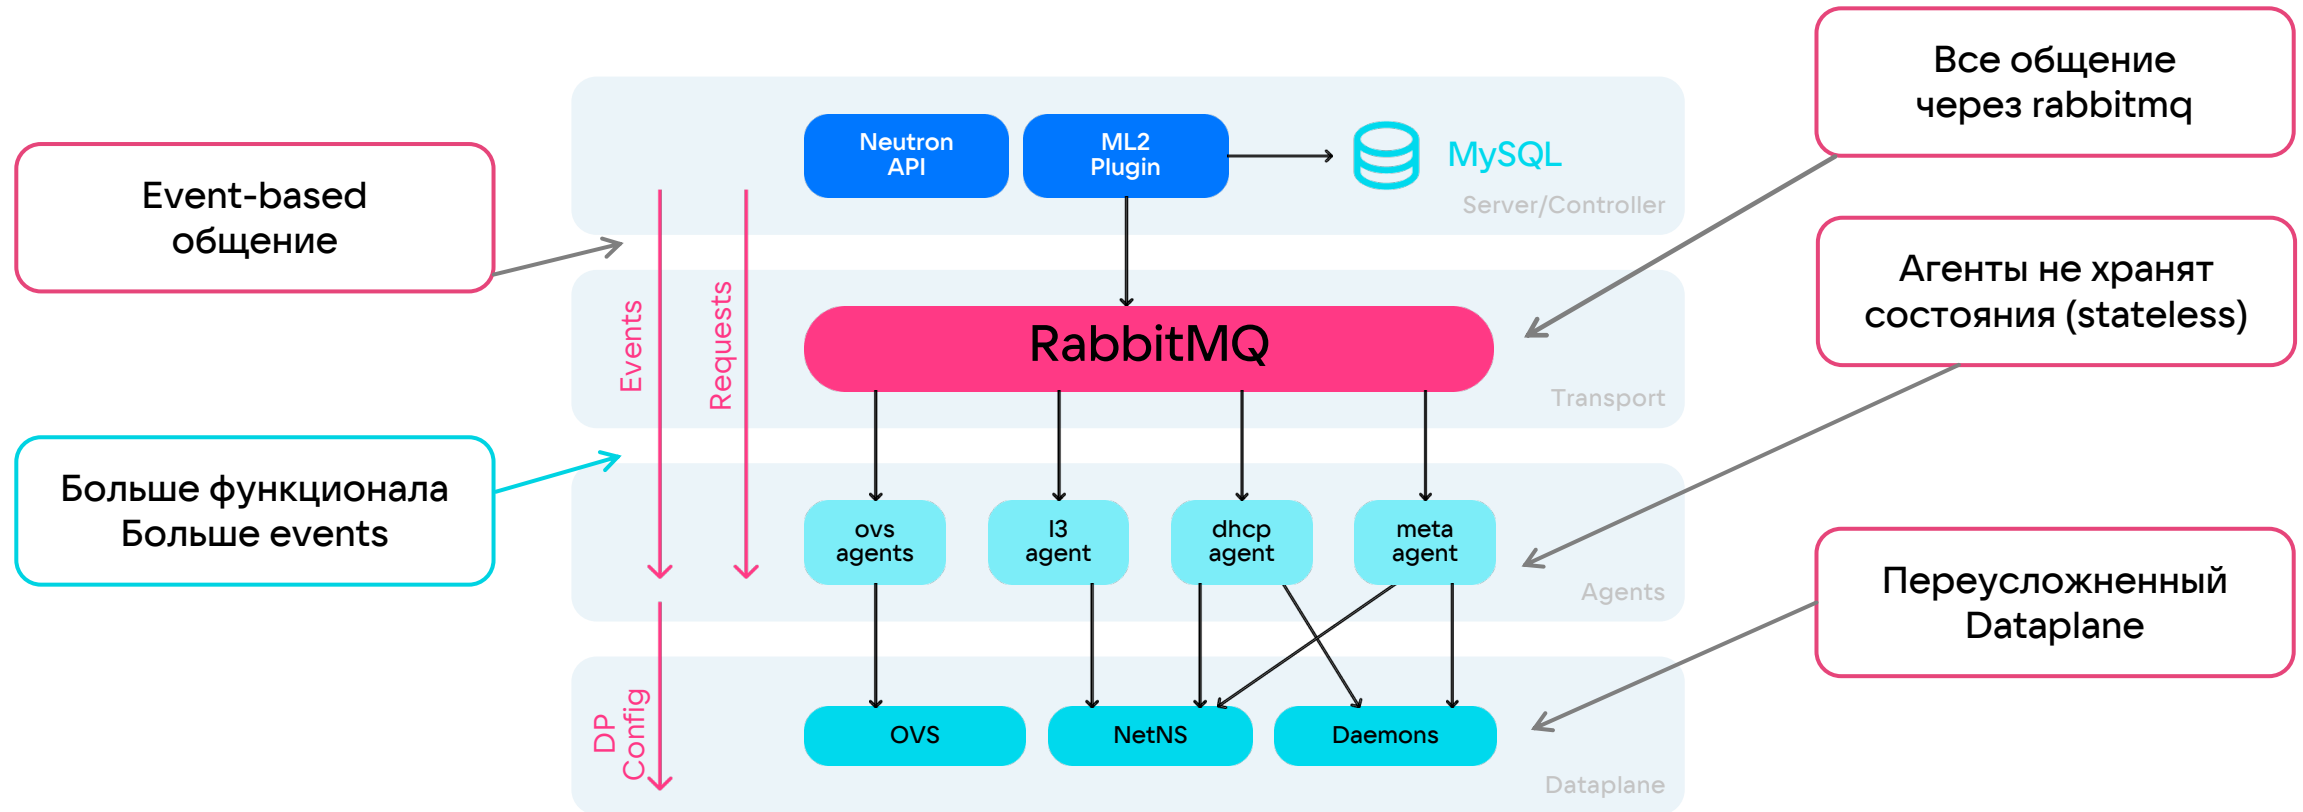 Все общение
через rabbitmq
Neutron
API
ML2
Plugin
MySQL
Server/Controller
Event-based
общение
Агенты не хранят
состояния (stateless)
Events
Requests
RabbitMQ
Transport
Больше функционала
Больше events
ovs
agents
l3
agent
dhcp
agent
meta
agent
Agents
Переусложненный
Dataplane
DP
Config
OVS
NetNS
Daemons
Dataplane